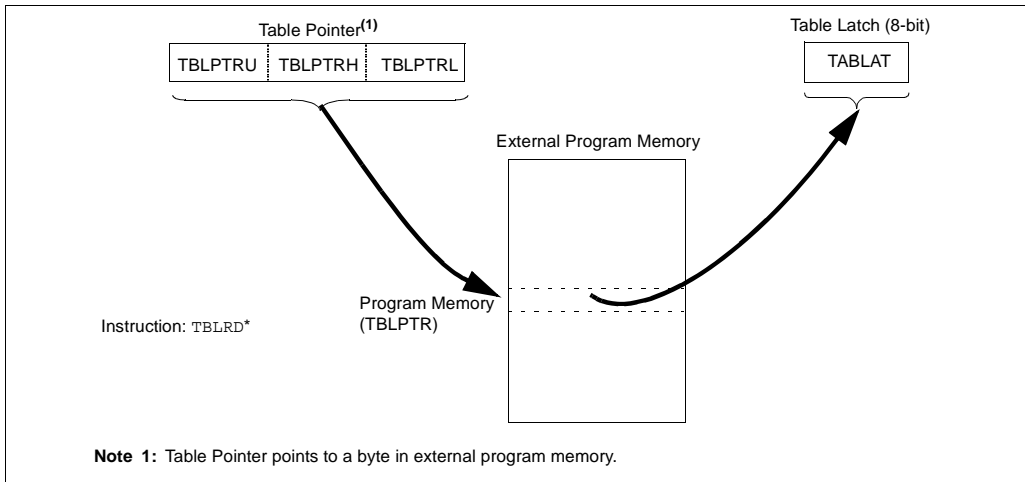 Table Pointer(1)
Table Latch (8-bit)
TBLPTRU TBLPTRH TBLPTRL
TABLAT
External Program Memory
Program Memory
(TBLPTR)
Instruction: TBLRD*
Note 1: Table Pointer points to a byte in external program memory.